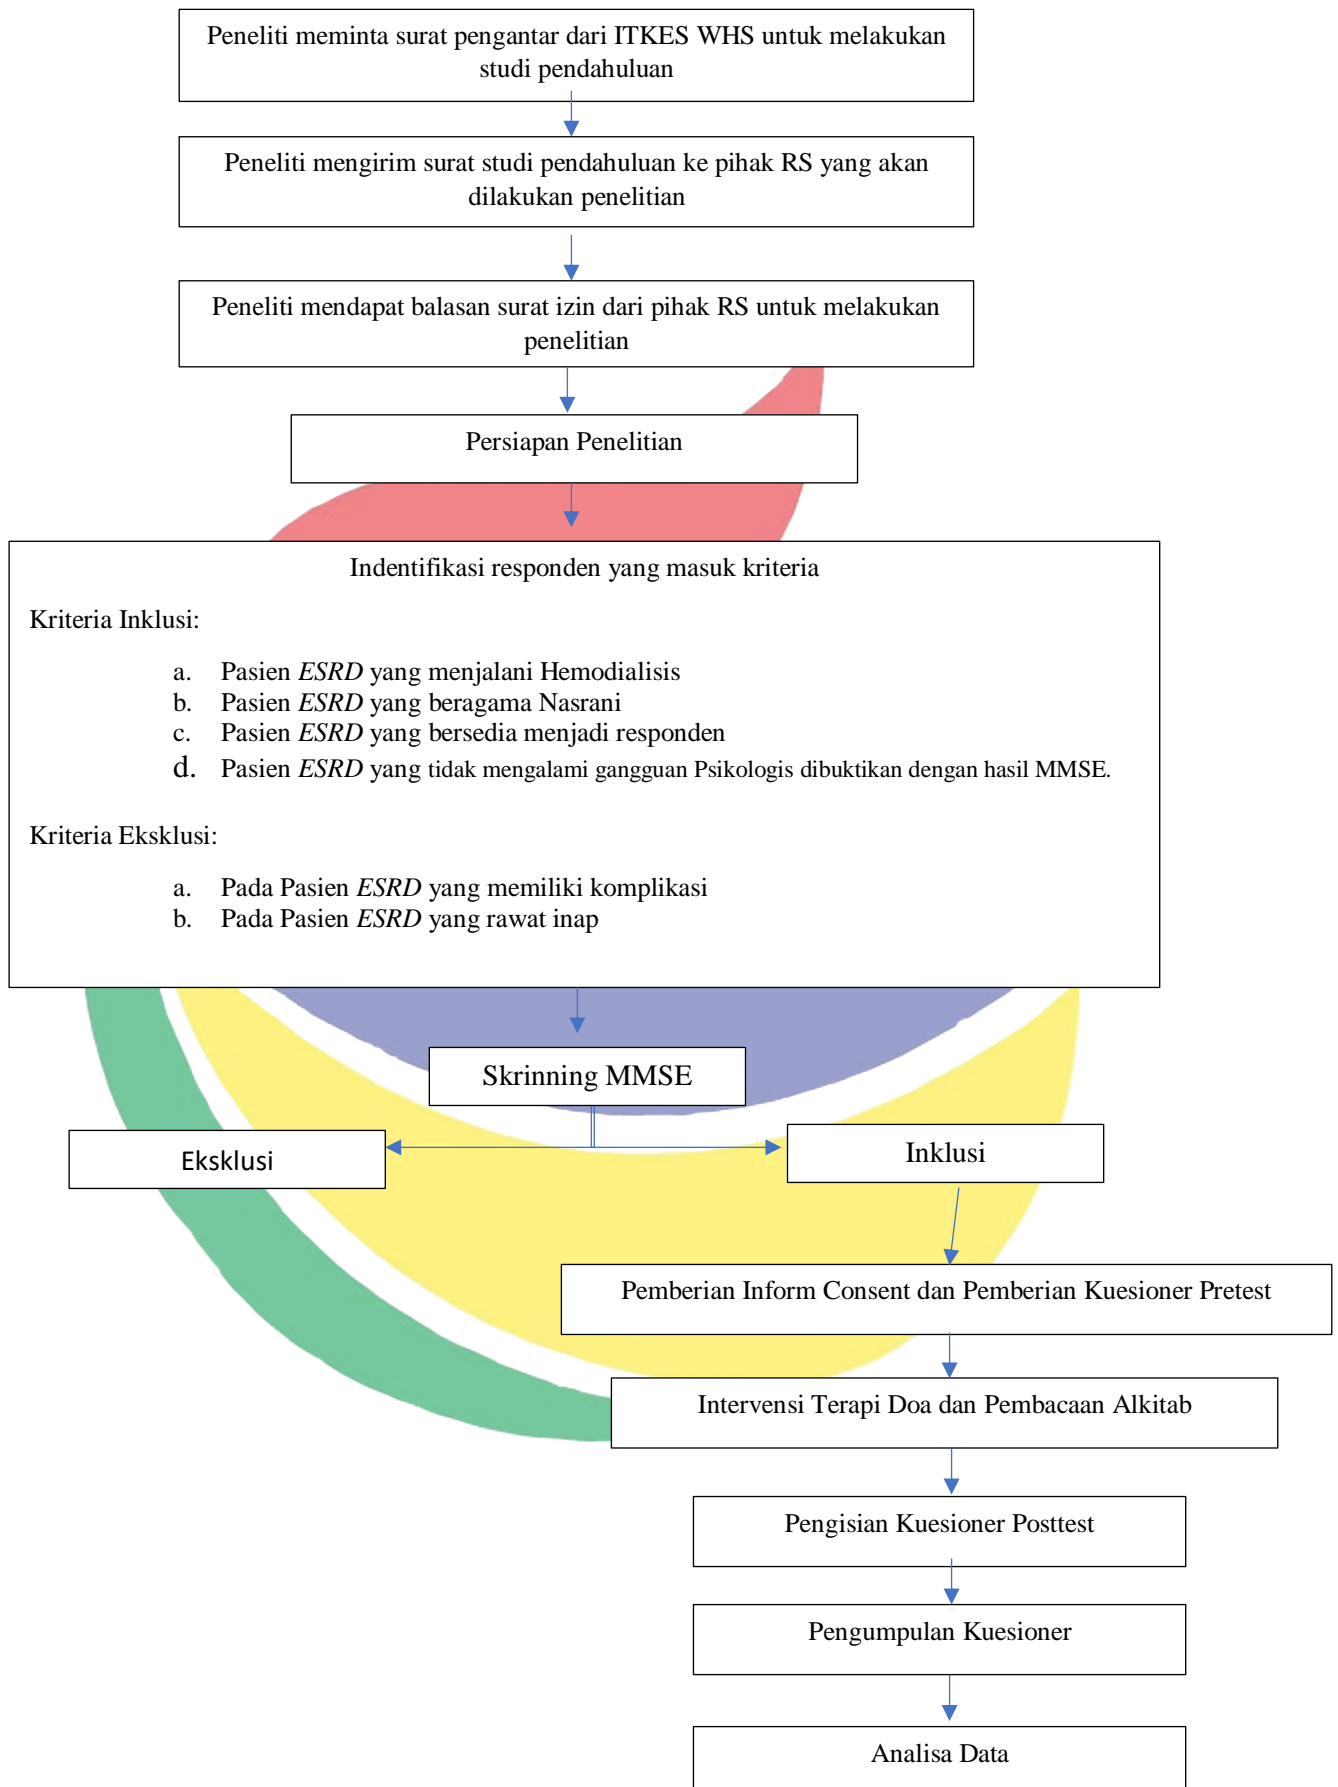 Peneliti meminta surat pengantar dari ITKES WHS untuk melakukan
studi pendahuluan
Peneliti mengirim surat studi pendahuluan ke pihak RS yang akan
dilakukan penelitian
Peneliti mendapat balasan surat izin dari pihak RS untuk melakukan
penelitian
Persiapan Penelitian
Indentifikasi responden yang masuk kriteria
Kriteria Inklusi:
a. Pasien ESRD yang menjalani Hemodialisis
b. Pasien ESRD yang beragama Nasrani
c. Pasien ESRD yang bersedia menjadi responden
d. Pasien ESRD yang tidak mengalami gangguan Psikologis dibuktikan dengan hasil MMSE.
Kriteria Eksklusi:
a. Pada Pasien ESRD yang memiliki komplikasi
b. Pada Pasien ESRD yang rawat inap
Skrinning MMSE
Eksklusi
Inklusi
Pemberian Inform Consent dan Pemberian Kuesioner Pretest
Intervensi Terapi Doa dan Pembacaan Alkitab
Pengisian Kuesioner Posttest
Pengumpulan Kuesioner
Analisa Data